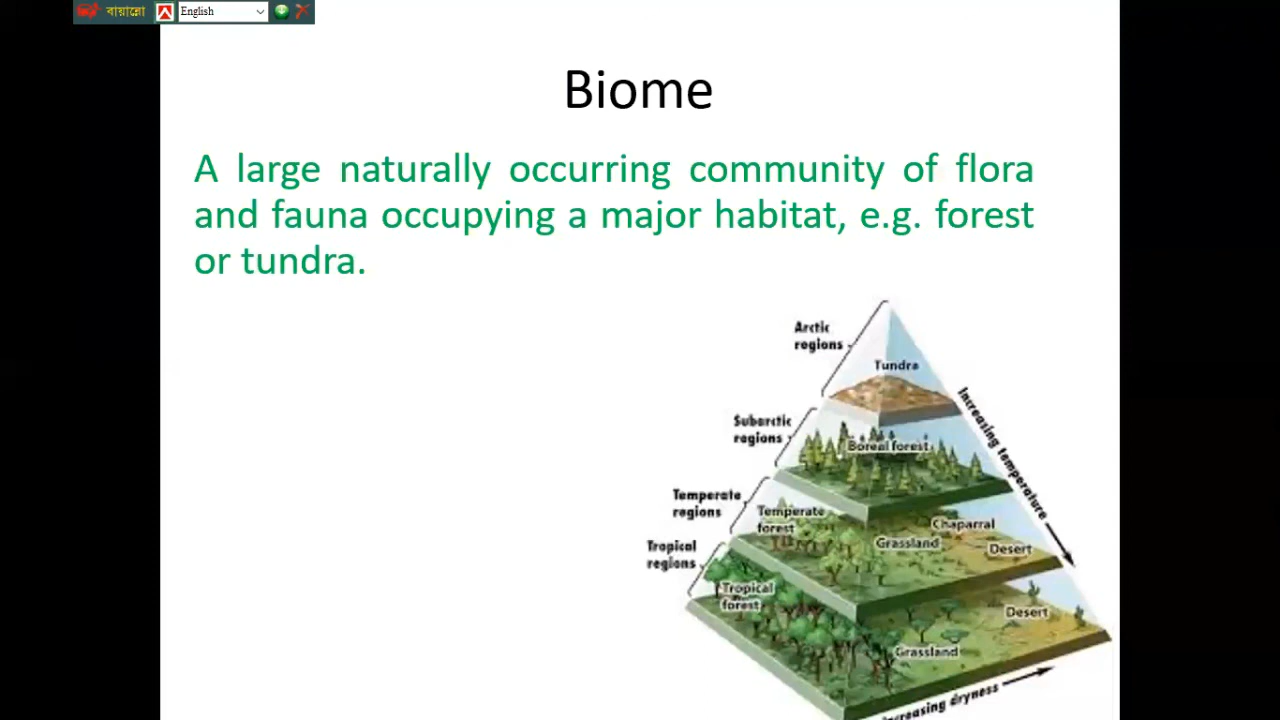 বায়ান্নো
English
Biome
A large naturally occurring community of flora
and fauna occupying a major habitat, e.g. forest
or tundra.
Arctic
regions
Tundra
Increasing temperature
Subarctic
regions
Boreal forest
Temperate
regions
Temperate
forest
Chaparral
Grassland
Desert
Tropical
regions
Tropical
forest
Desert
Grassland
dryness